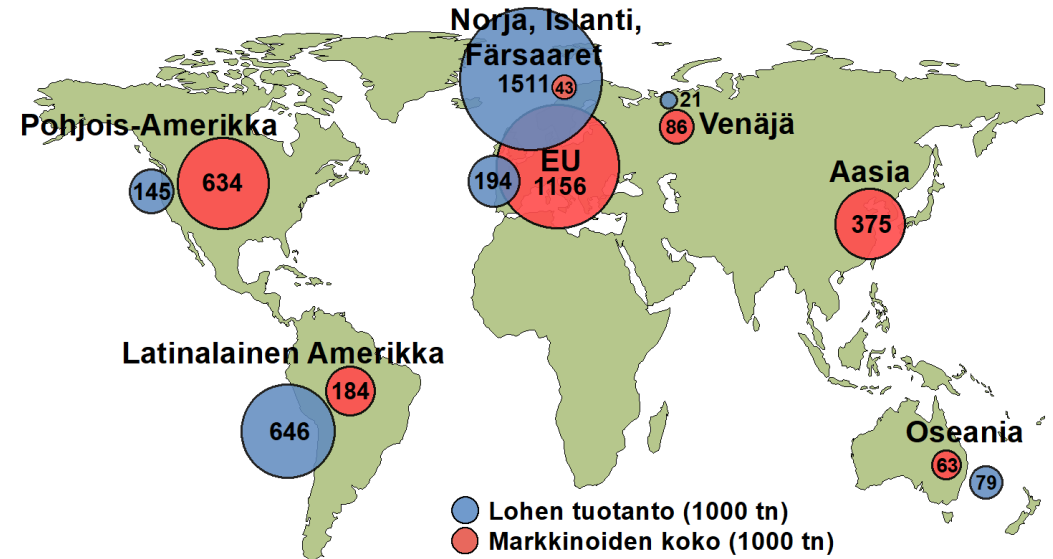 Norja, Islanti,
Färsaaret
1511
43
21
Pohjois-Amerikka
86
Venäjä
EU
634
194
1156
Aasia
145
375
Latinalainen Amerikka
184
646
Oseania
63
79
Lohen tuotanto (1000 tn)
Markkinoiden koko (1000 tn)